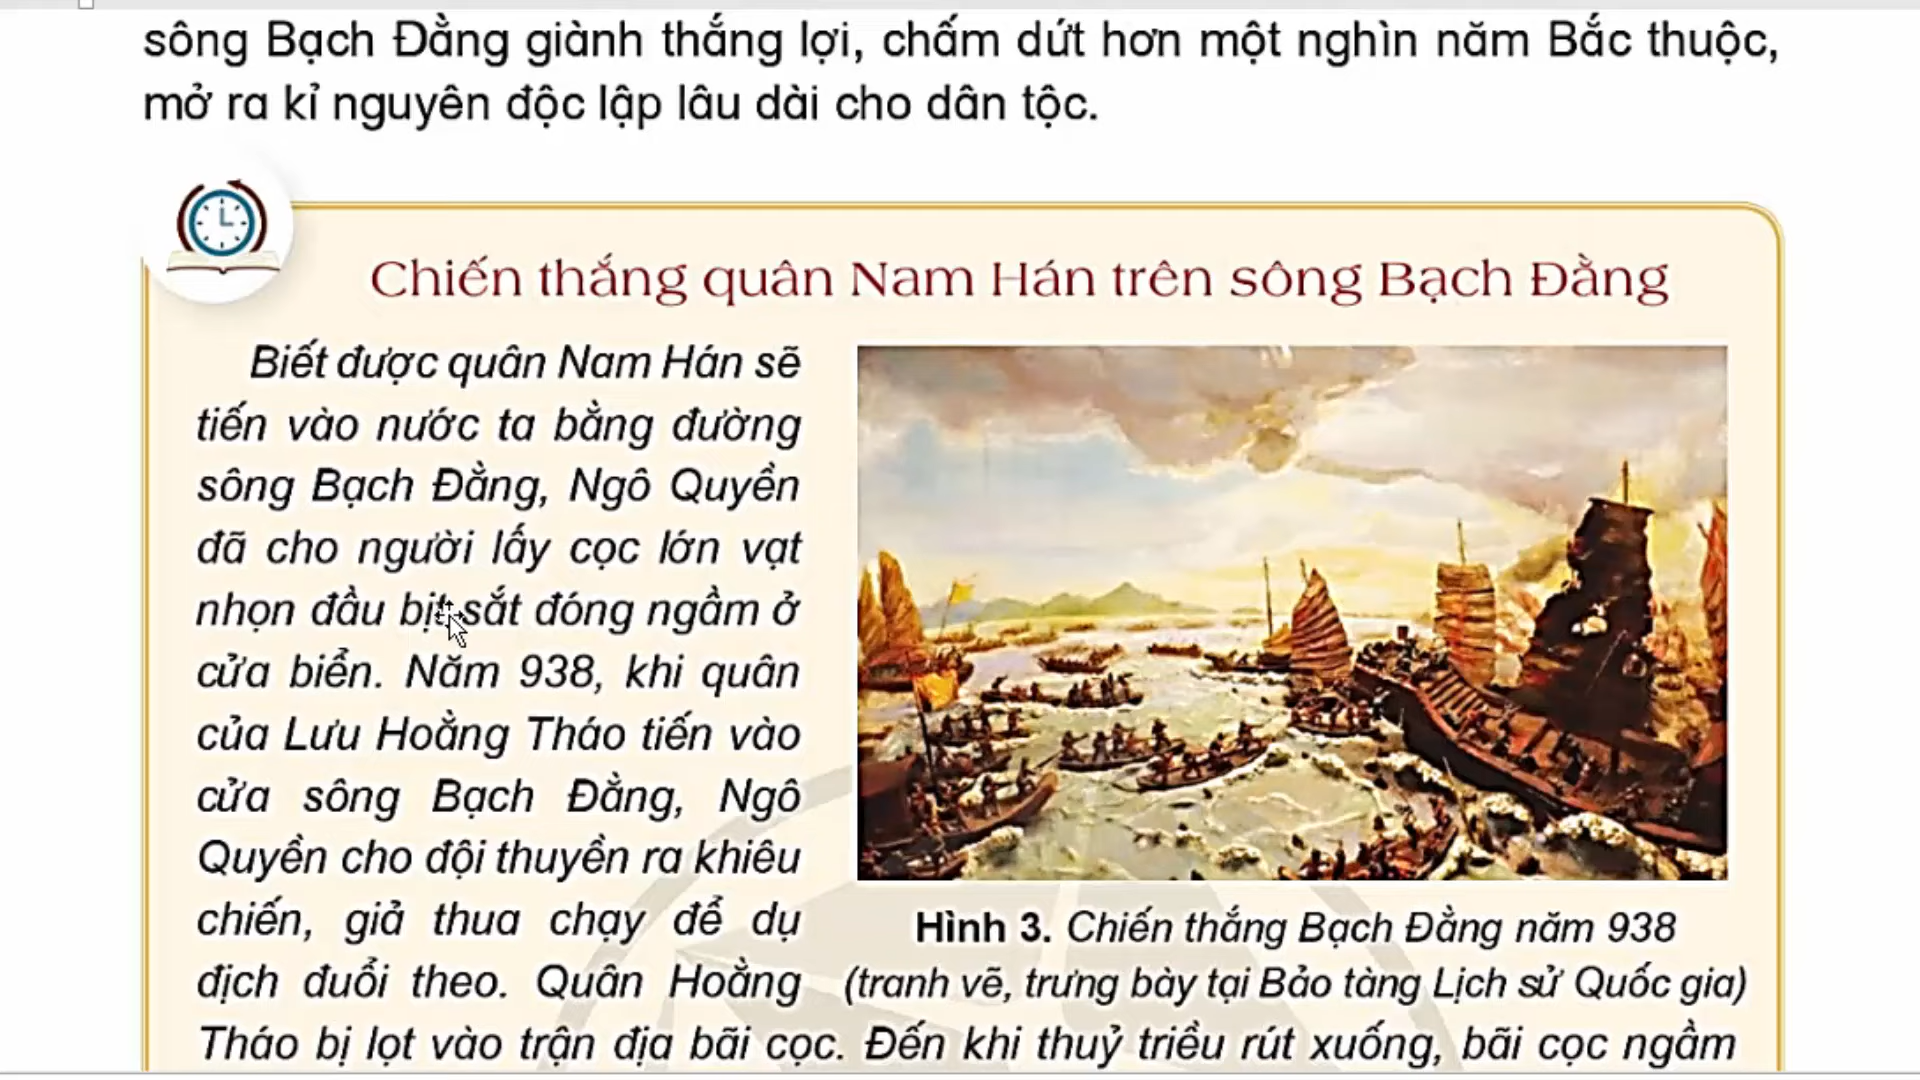 sông Bạch Đằng giành thắng lợi, chấm dứt hơn một nghìn năm Bắc thuộc,
mở ra kỉ nguyên độc lập lâu dài cho dân tộc.
Chiến thắng quân Nam Hán trên sông Bạch Đằng
Biết được quân Nam Hán sẽ
tiến vào nước ta bằng đường
sông Bạch Đằng, Ngô Quyền
đã cho người lấy cọc lớn vạt
nhọn đầu bịt sắt đóng ngầm ở
cửa biển. Năm 938, khi quân
của Lưu Hoằng Tháo tiến vào
cửa sông Bạch Đằng, Ngô
Quyền cho đội thuyền ra khiêu
chiến, giả thua chạy để dụ
địch đuổi theo. Quân Hoằng
Tháo bị lọt vào trận địa bãi cọc. Đến khi thuỷ triều rút xuống, bãi cọc ngầm
Hình 3. Chiến thắng Bạch Đằng năm 938
(tranh vẽ, trưng bày tại Bảo tàng Lịch sử Quốc gia)